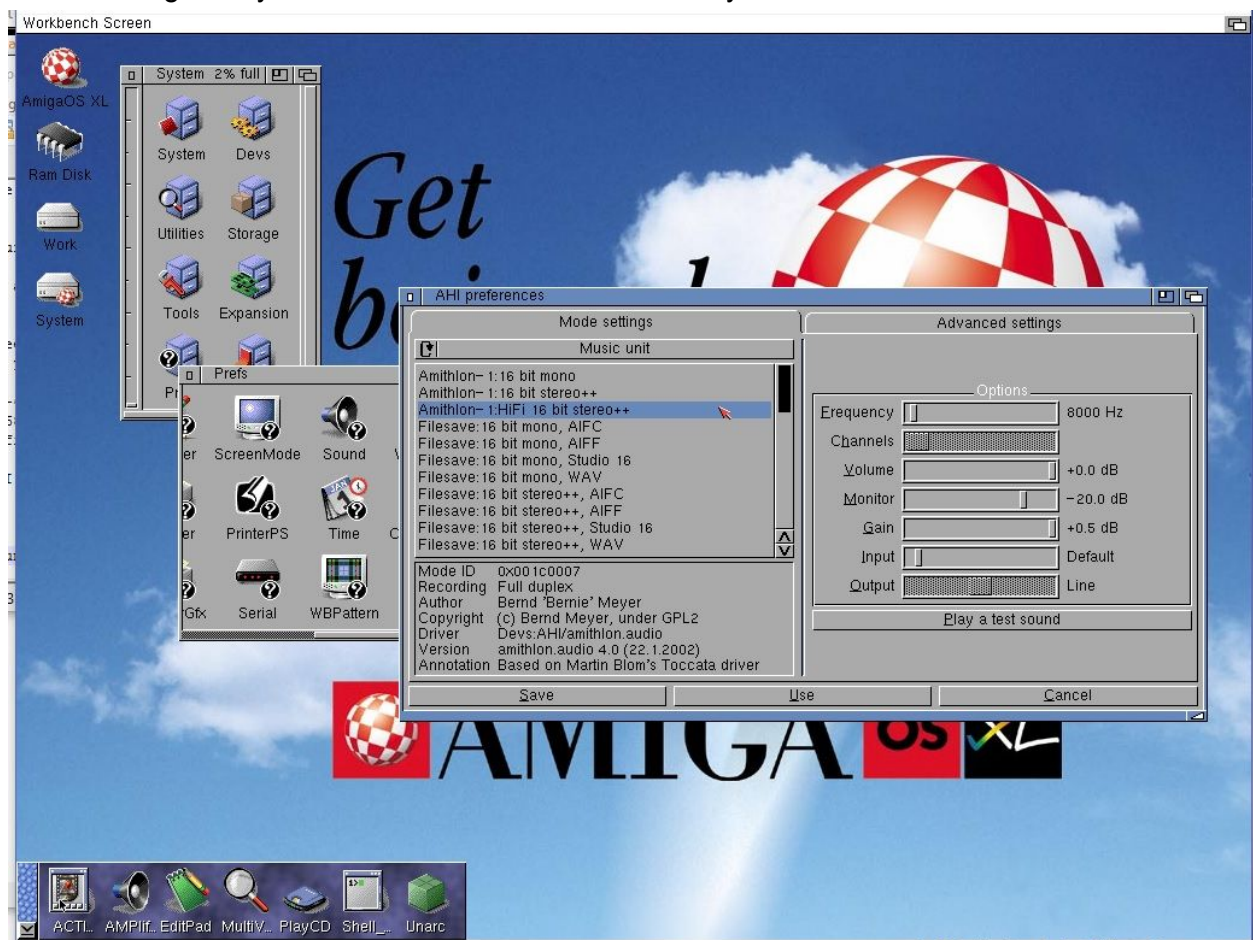 Workbench Screen
AmigaOS XL
Ram Disk
Work
System
System 2% full
System Devs
Utilities Storage
Tools Expansion
Get
Prefs
ScreenMode Sound
PrinterPS Time
Serial WBPattern
AHI preferences
Mode settings
Advanced settings
Music unit
Amithlon-1:16 bit mono
Amithlon-1:16 bit stereo++
Amithlon-1:HiFi 16 bit stereo++
Filesave:16 bit mono, AIFC
Filesave:16 bit mono, AIFF
Filesave:16 bit mono, Studio 16
Filesave:16 bit mono, WAV
Filesave:16 bit stereo++, AIFC
Filesave:16 bit stereo++, AIFF
Filesave:16 bit stereo++, Studio 16
Filesave:16 bit stereo++, WAV
Mode ID 0x001c0007
Recording Full duplex
Author Bernd 'Bernie' Meyer
Copyright (c) Bernd Meyer, under GPL2
Driver Devs:AHI/amithlon.audio
Version amithlon.audio 4.0 (22.1.2002)
Annotation Based on Martin Blom's Toccata driver
Options
Frequency 8000 Hz
Channels
Volume +0.0 dB
Monitor -20.0 dB
Gain +0.5 dB
Input Default
Output Line
Play a test sound
Save Use Cancel
AMIGA OS XL
ACTI... AMPlif... EditPad MultiV... PlayCD Shell_... Unarc